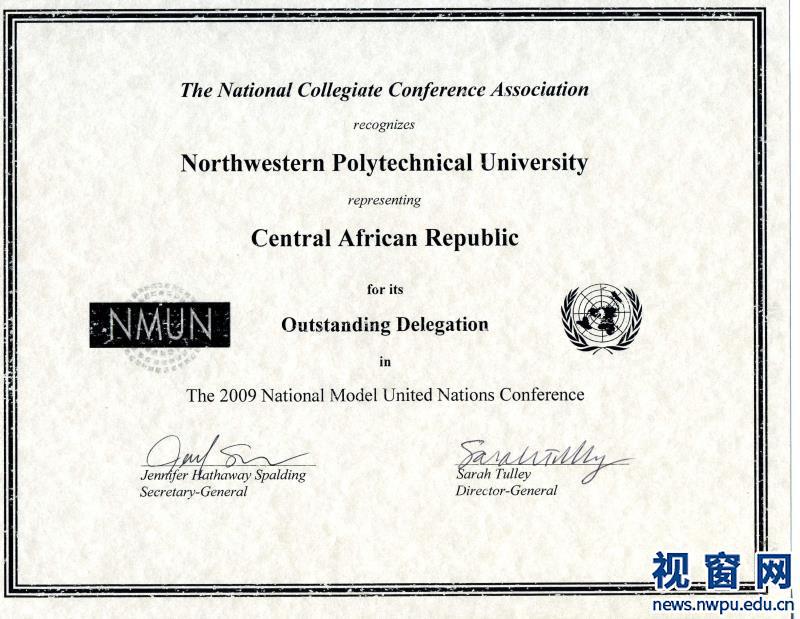 The National Collegiate Conference Association
recognizes
Northwestern Polytechnical University
representing
Central African Republic
for its
Outstanding Delegation
in
The 2009 National Model United Nations Conference
NMUN
Jennifer Hathaway Spalding
Secretary-General
Sarah Tulley
Sarah Tulley
Director-General
视窗网
news.nwpu.edu.cn